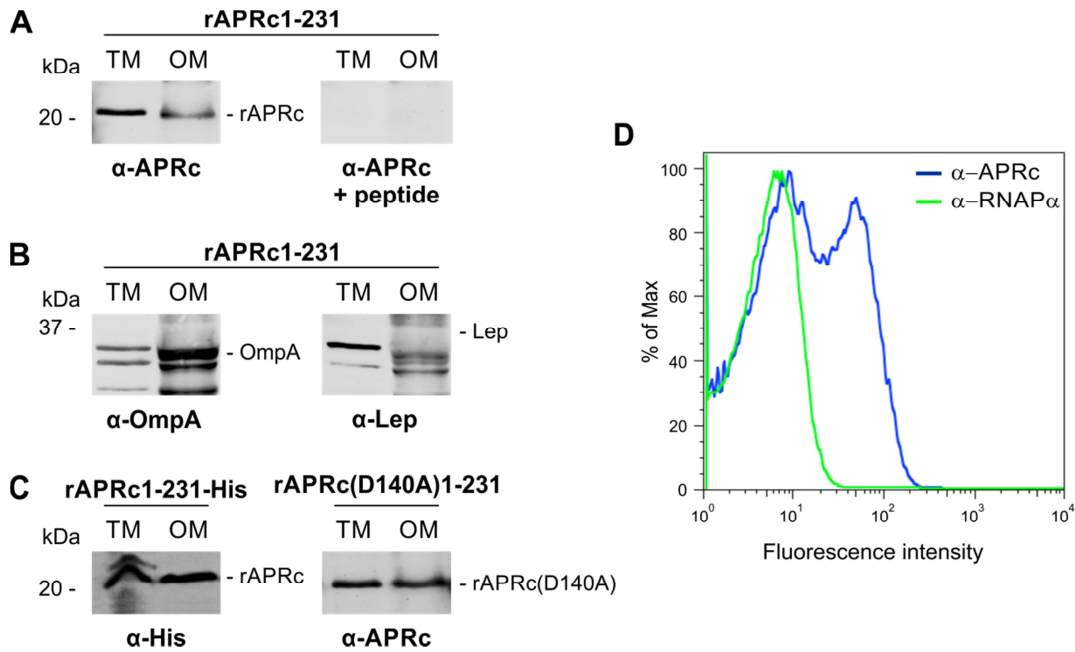 A
rAPRc1-231
TM OM TM OM
kDa
20 - - rAPRc
α-APRc α-APRc
+ peptide
B
rAPRc1-231
TM OM TM OM
kDa
37 - - Lep
- OmpA
α-OmpA α-Lep
C
rAPRc1-231-His rAPRc(D140A)1-231
TM OM TM OM
kDa
20 - - rAPRc - rAPRc(D140A)
α-His α-APRc
D
α–APRc
α–RNAPα
% of Max
100
80
60
40
20
0
10⁰ 10¹ 10² 10³ 10⁴
Fluorescence intensity